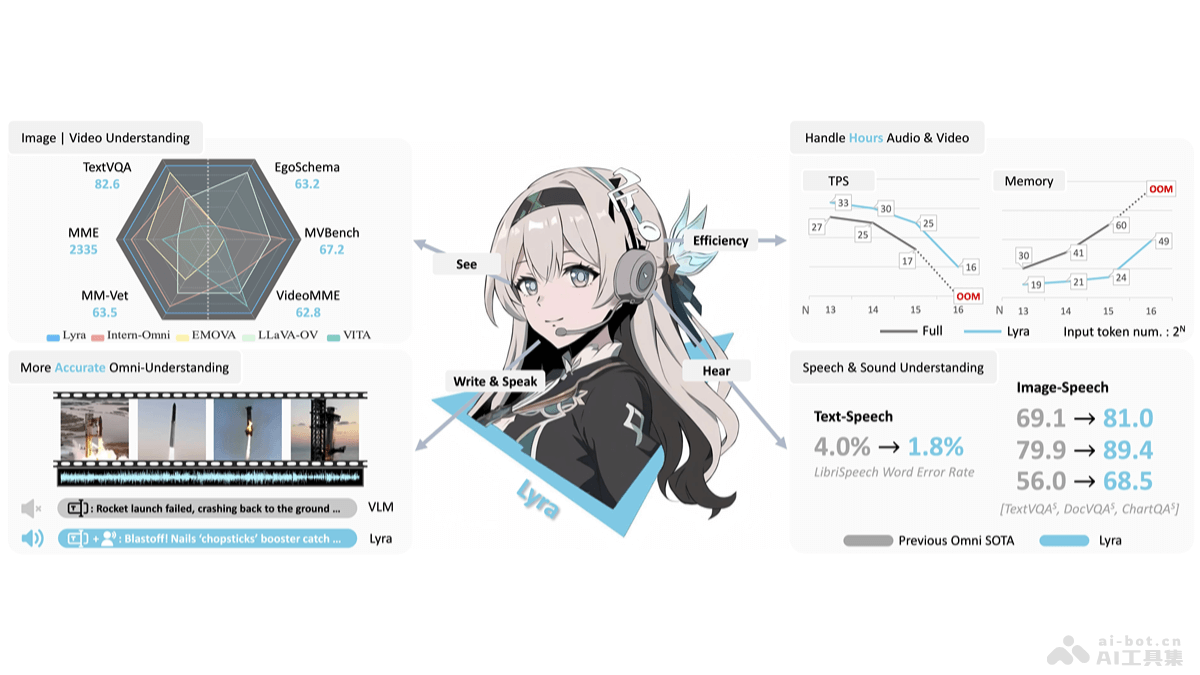 Image | Video Understanding
TextVQA
82.6
EgoSchema
63.2
MME
2335
MVBench
67.2
MM-Vet
63.5
VideoMME
62.8
Lyra Intern-Omni EMOVA LLaVA-OV VITA
More Accurate Omni-Understanding
: Rocket launch failed, crashing back to the ground ... VLM
+ : Blastoff! Nails ‘chopsticks’ booster catch ... Lyra
See
Write & Speak
Efficiency
Hear
Lyra
Handle Hours Audio & Video
TPS
33
30
27
25
25
17
16
OOM
N 13 14 15 16
Memory
OOM
60
49
41
30
19
21
24
N 13 14 15 16
Full Lyra Input token num. : 2ᴺ
Speech & Sound Understanding
Text-Speech
4.0% → 1.8%
LibriSpeech Word Error Rate
Image-Speech
69.1 → 81.0
79.9 → 89.4
56.0 → 68.5
[TextVQAˢ, DocVQAˢ, ChartQAˢ]
Previous Omni SOTA Lyra
ai-bot.cn
AI工具集